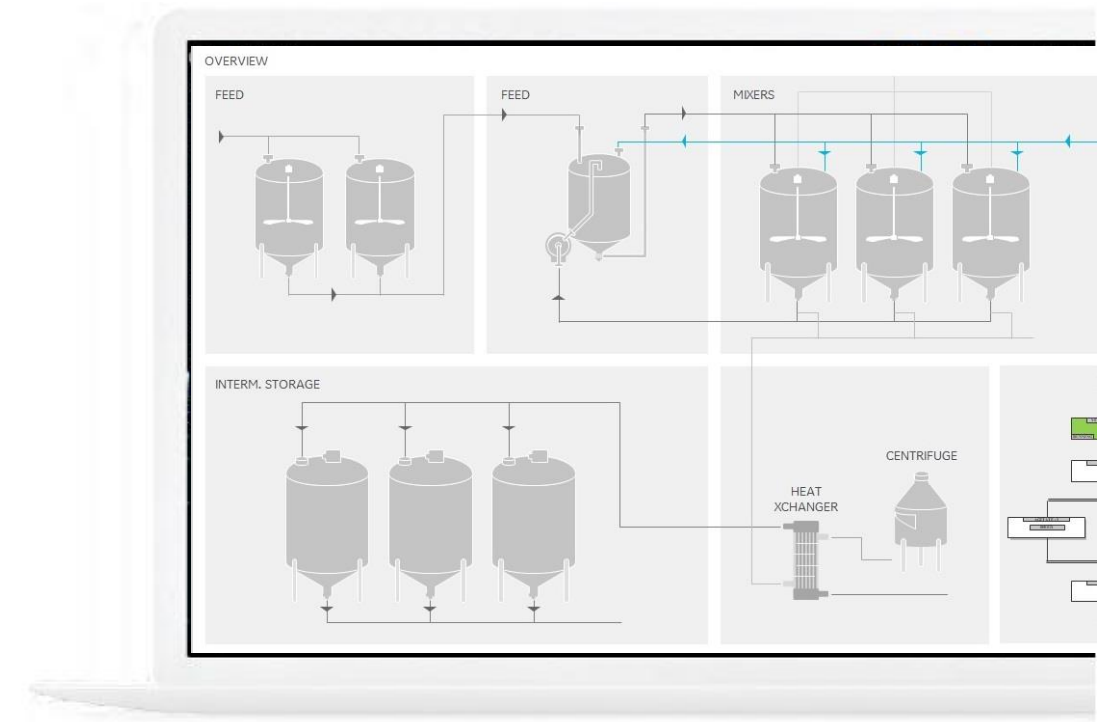 OVERVIEW
FEED
FEED
MIXERS
INTERM. STORAGE
CENTRIFUGE
HEAT
XCHANGER